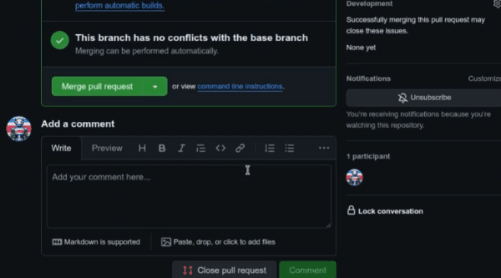 perform automatic builds.
This branch has no conflicts with the base branch
Merging can be performed automatically.
Merge pull request
or view command line instructions.
Add a comment
Write
Preview
H
B
I
Add your comment here...
Markdown is supported
Paste, drop, or click to add files
Close pull request
Comment
Development
Successfully merging this pull request may
close these issues.
None yet
Notifications
Customiz
Unsubscribe
You're receiving notifications because you're
watching this repository.
1 participant
Lock conversation